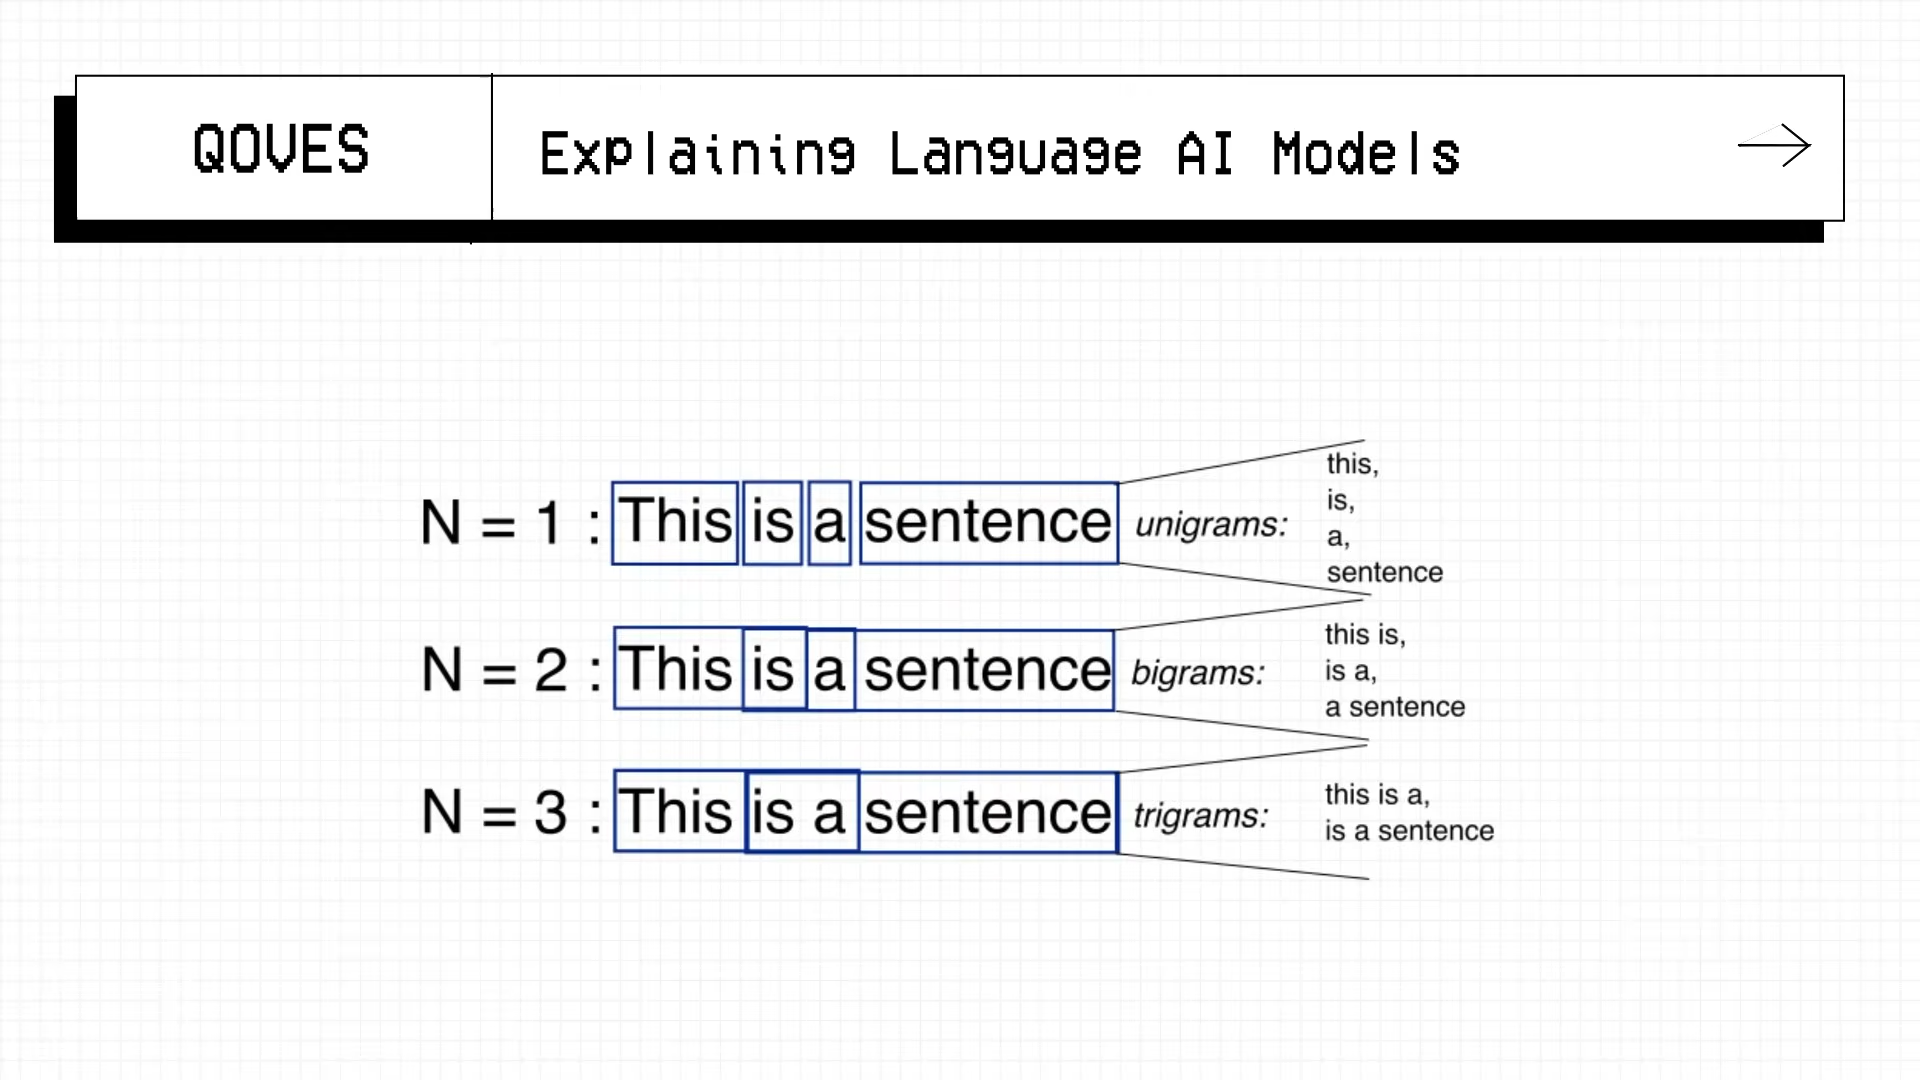 QOVES
Explaining Language AI Models
N = 1 : This is a sentence unigrams:
this,
is,
a,
sentence
N = 2 : This is a sentence bigrams:
this is,
is a,
a sentence
N = 3 : This is a sentence trigrams:
this is a,
is a sentence